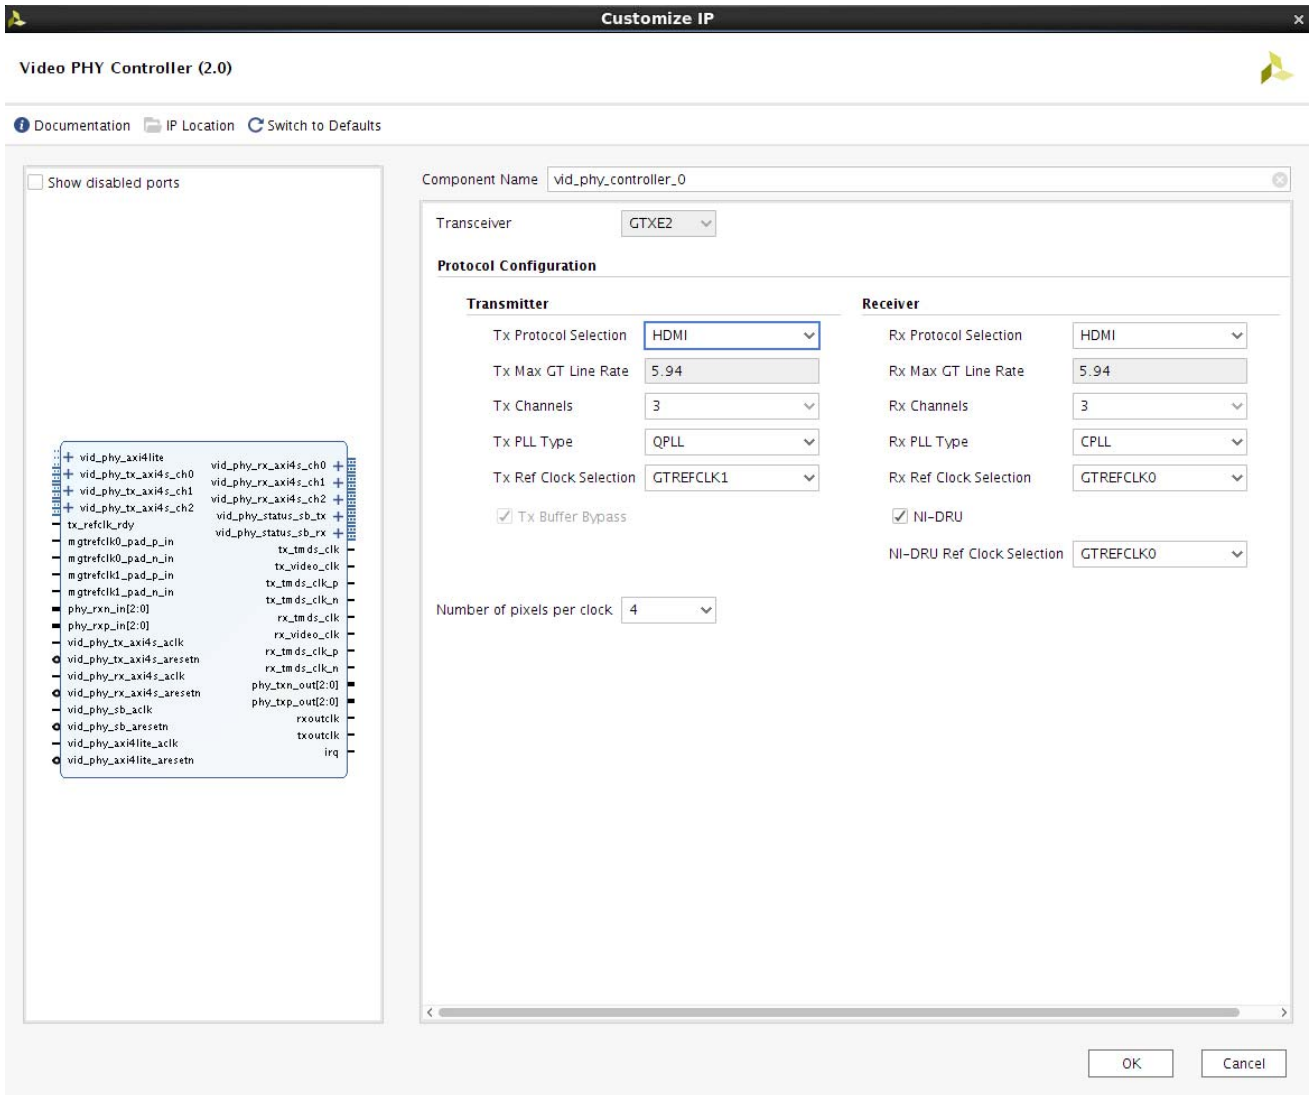 Customize IP
Video PHY Controller (2.0)
Documentation IP Location Switch to Defaults
Show disabled ports
vid_phy_axi4lite
vid_phy_tx_axi4s_ch0
vid_phy_tx_axi4s_ch1
vid_phy_tx_axi4s_ch2
tx_refclk_rdy
mgtrefclk0_pad_p_in
mgtrefclk0_pad_n_in
mgtrefclk1_pad_p_in
mgtrefclk1_pad_n_in
phy_rxn_in[2:0]
phy_rxp_in[2:0]
vid_phy_tx_axi4s_aclk
vid_phy_tx_axi4s_aresetn
vid_phy_rx_axi4s_aclk
vid_phy_rx_axi4s_aresetn
vid_phy_sb_aclk
vid_phy_sb_aresetn
vid_phy_axi4lite_aclk
vid_phy_axi4lite_aresetn
vid_phy_rx_axi4s_ch0
vid_phy_rx_axi4s_ch1
vid_phy_rx_axi4s_ch2
vid_phy_status_sb_tx
vid_phy_status_sb_rx
tx_tmds_clk
tx_video_clk
tx_tmds_clk_p
tx_tmds_clk_n
rx_tmds_clk
rx_video_clk
rx_tmds_clk_p
rx_tmds_clk_n
phy_txn_out[2:0]
phy_txp_out[2:0]
rxoutclk
txoutclk
irq
Component Name vid_phy_controller_0
Transceiver GTXE2
Protocol Configuration
Transmitter
Tx Protocol Selection HDMI
Tx Max GT Line Rate 5.94
Tx Channels 3
Tx PLL Type QPLL
Tx Ref Clock Selection GTREFCLK1
Tx Buffer Bypass
Receiver
Rx Protocol Selection HDMI
Rx Max GT Line Rate 5.94
Rx Channels 3
Rx PLL Type CPLL
Rx Ref Clock Selection GTREFCLK0
NI-DRU
NI-DRU Ref Clock Selection GTREFCLK0
Number of pixels per clock 4
OK Cancel